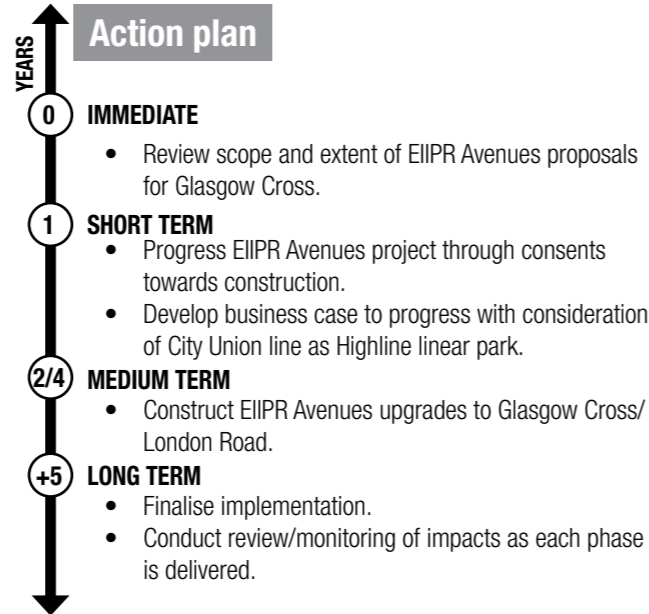 Action plan
YEARS
0
IMMEDIATE
• Review scope and extent of EIIPR Avenues proposals
for Glasgow Cross.
1
SHORT TERM
• Progress EIIPR Avenues project through consents
towards construction.
• Develop business case to progress with consideration
of City Union line as Highline linear park.
2/4
MEDIUM TERM
• Construct EIIPR Avenues upgrades to Glasgow Cross/
London Road.
+5
LONG TERM
• Finalise implementation.
• Conduct review/monitoring of impacts as each phase
is delivered.